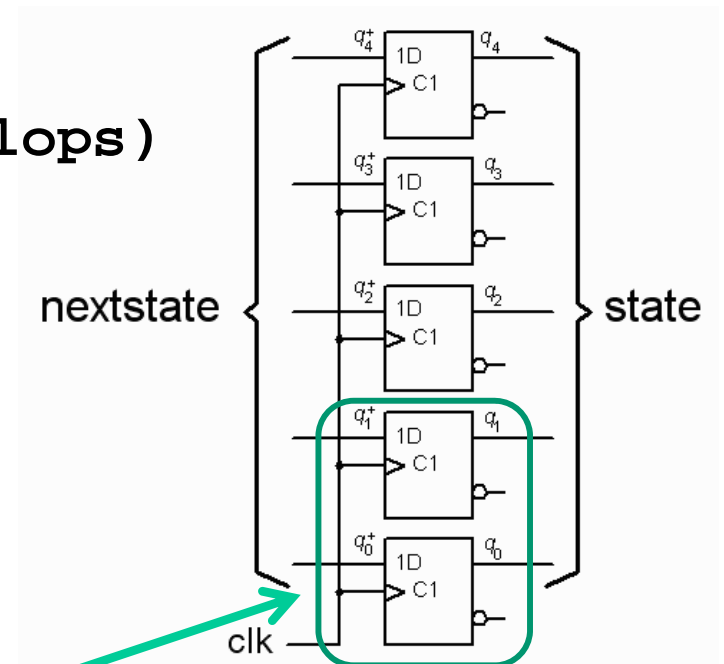 lops)
q₄⁺ 1D q₄
C1
q₃⁺ 1D q₃
C1
nextstate
q₂⁺ 1D q₂
C1
state
q₁⁺ 1D q₁
C1
q₀⁺ 1D q₀
C1
clk